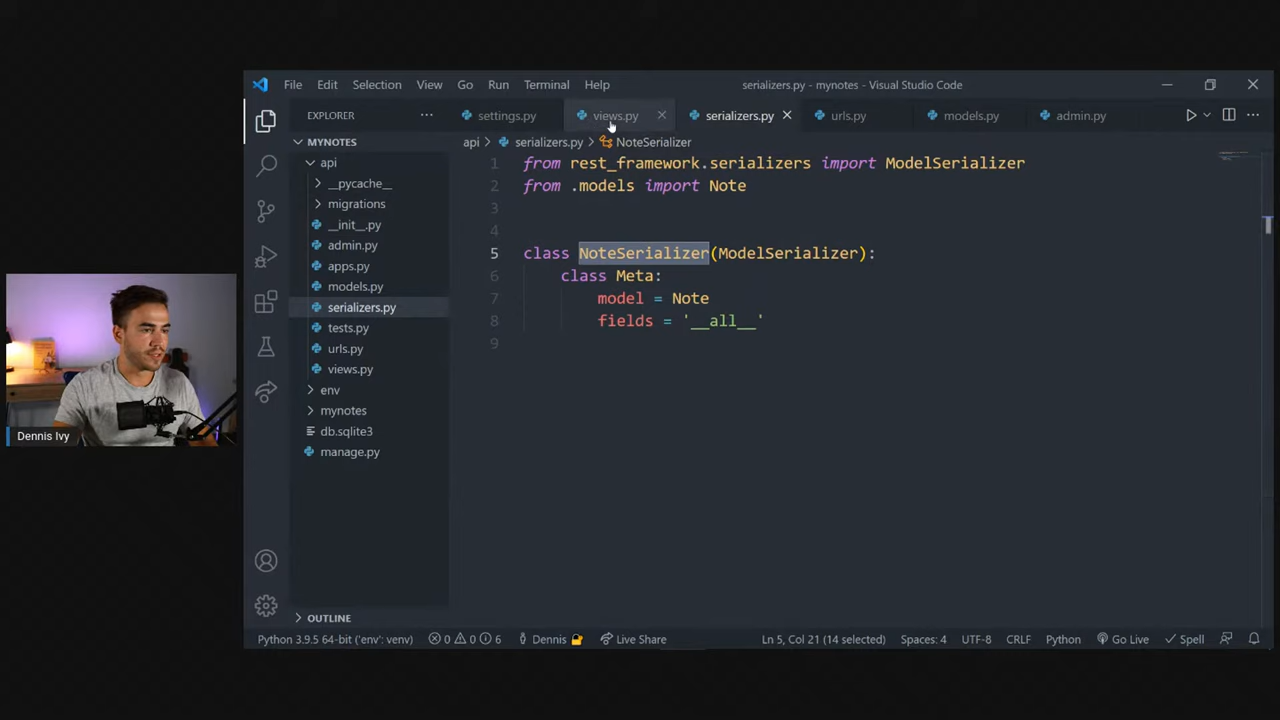 File Edit Selection View Go Run Terminal Help
serializers.py - mynotes - Visual Studio Code
EXPLORER
settings.py
views.py
serializers.py
urls.py
models.py
admin.py
MYNOTES
api > serializers.py > NoteSerializer
api
__pycache__
migrations
__init__.py
admin.py
apps.py
models.py
serializers.py
tests.py
urls.py
views.py
env
mynotes
db.sqlite3
manage.py
OUTLINE
1 from rest_framework.serializers import ModelSerializer
2 from .models import Note
3
4
5 class NoteSerializer(ModelSerializer):
6 class Meta:
7 model = Note
8 fields = '__all__'
9
Dennis Ivy
Python 3.9.5 64-bit ('env': venv) 0 0 6 Dennis Live Share Ln 5, Col 21 (14 selected) Spaces: 4 UTF-8 CRLF Python Go Live Spell